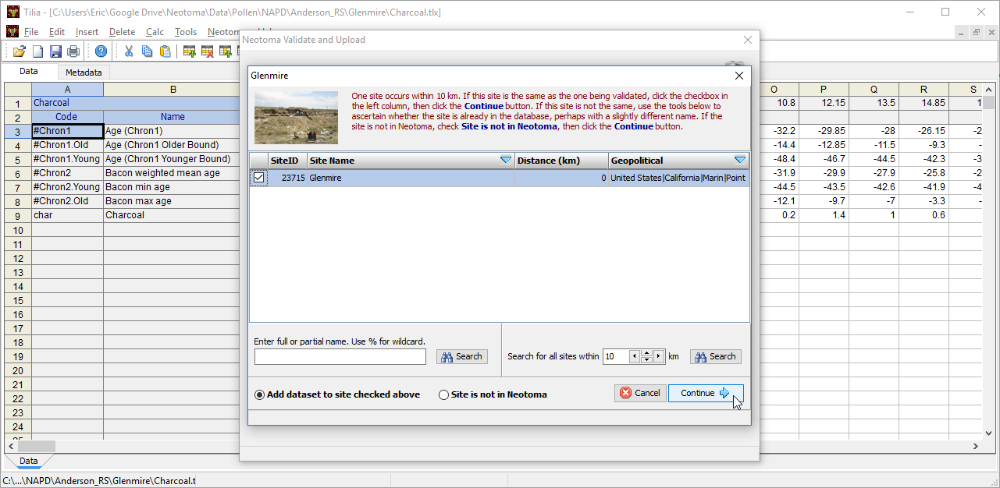 Tilia - [C:\Users\Eric\Google Drive\Neotoma\Data\Pollen\NAPD\Anderson_RS\Glenmire\Charcoal.tlx]
File Edit Insert Delete Calc Tools
Neotoma Validate and Upload
Data Metadata
Glenmire
One site occurs within 10 km. If this site is the same as the one being validated, click the checkbox in
the left column, then click the Continue button. If this site is not the same, use the tools below to
ascertain whether the site is already in the database, perhaps with a slightly different name. If the
site is not in Neotoma, check Site is not in Neotoma, then click the Continue button.
SiteID Site Name Distance (km) Geopolitical
23715 Glenmire 0 United States|California|Marin|Point
Enter full or partial name. Use % for wildcard.
Search
Search for all sites wthin 10 km Search
Add dataset to site checked above Site is not in Neotoma Cancel Continue
A B O P Q R S
1 Charcoal 10.8 12.15 13.5 14.85 1
2 Code Name
3 #Chron1 Age (Chron1) -32.2 -29.85 -28 -26.15 -2
4 #Chron1.Old Age (Chron1 Older Bound) -14.4 -12.85 -11.5 -9.3 -
5 #Chron1.Young Age (Chron1 Younger Bound) -48.4 -46.7 -44.5 -42.3 -3
6 #Chron2 Bacon weighted mean age -31.9 -29.9 -27.9 -25.8 -2
7 #Chron2.Young Bacon min age -44.5 -43.5 -42.6 -41.9 -4
8 #Chron2.Old Bacon max age -12.1 -9.7 -7 -3.3 -
9 char Charcoal 0.2 1.4 1 0.6
10
11
12
13
14
15
16
17
18
19
20
21
22
23
24
Data
C:\...\NAPD\Anderson_RS\Glenmire\Charcoal.t